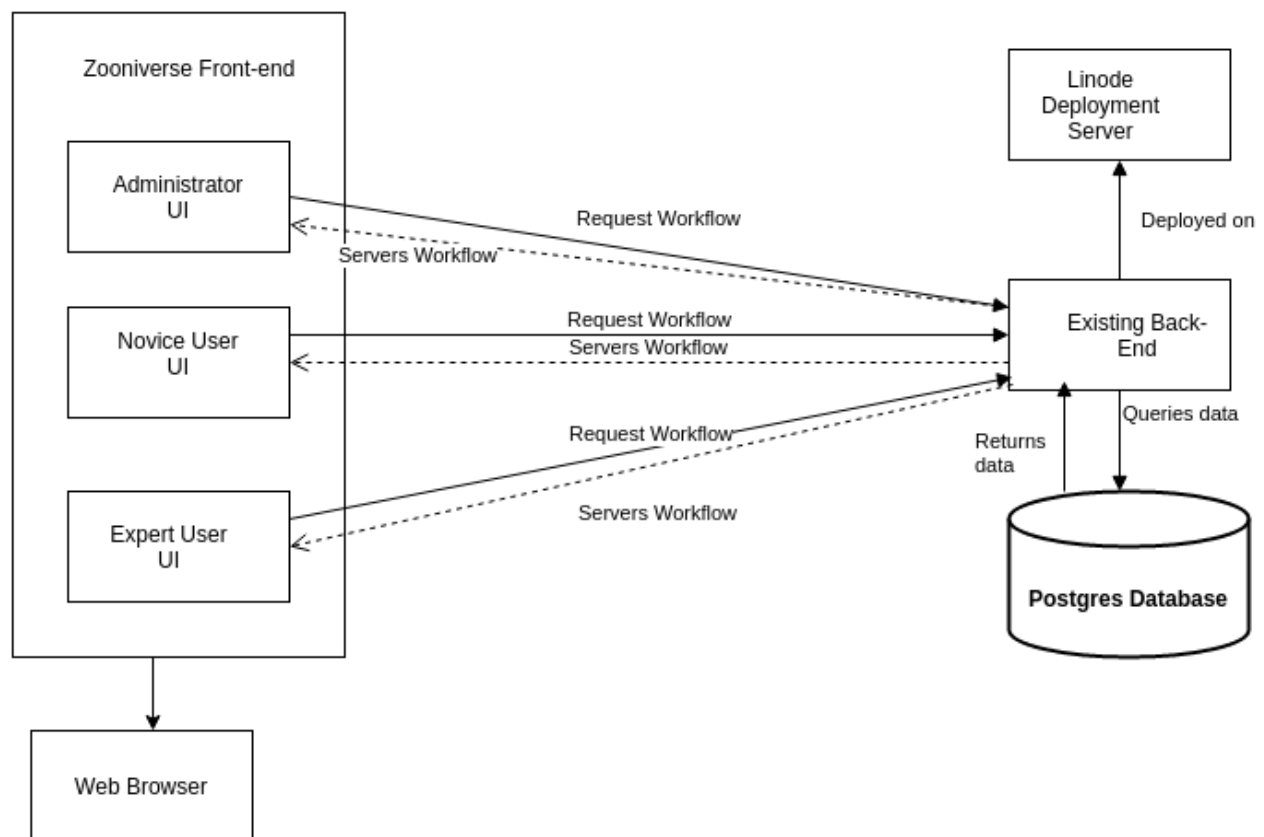 Zooniverse Front-end
Linode
Deployment
Server
Administrator
UI
Request Workflow
Deployed on
Servers Workflow
Novice User
UI
Request Workflow
Servers Workflow
Existing Back-
End
Queries data
Returns
data
Request Workflow
Expert User
UI
Servers Workflow
Postgres Database
Web Browser